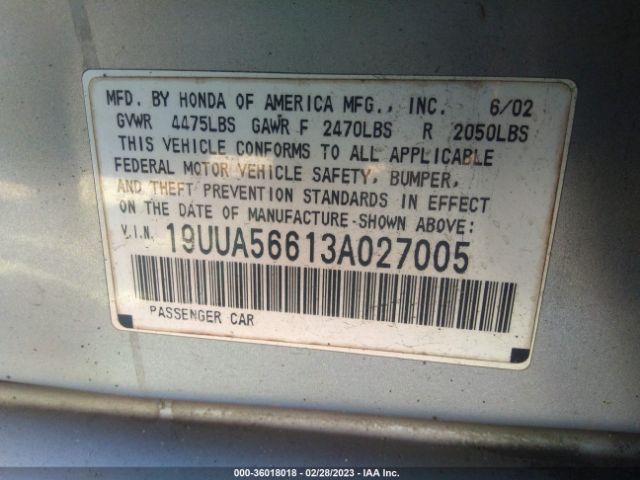 MFD. BY HONDA OF AMERICA MFG., INC. 6/02
GVWR 4475LBS GAWR F 2470LBS R 2050LBS
THIS VEHICLE CONFORMS TO ALL APPLICABLE
FEDERAL MOTOR VEHICLE SAFETY, BUMPER,
AND THEFT PREVENTION STANDARDS IN EFFECT
ON THE DATE OF MANUFACTURE SHOWN ABOVE:
V.I.N. 19UUA56613A027005
PASSENGER CAR
000-36018018 - 02/28/2023 - IAA Inc.